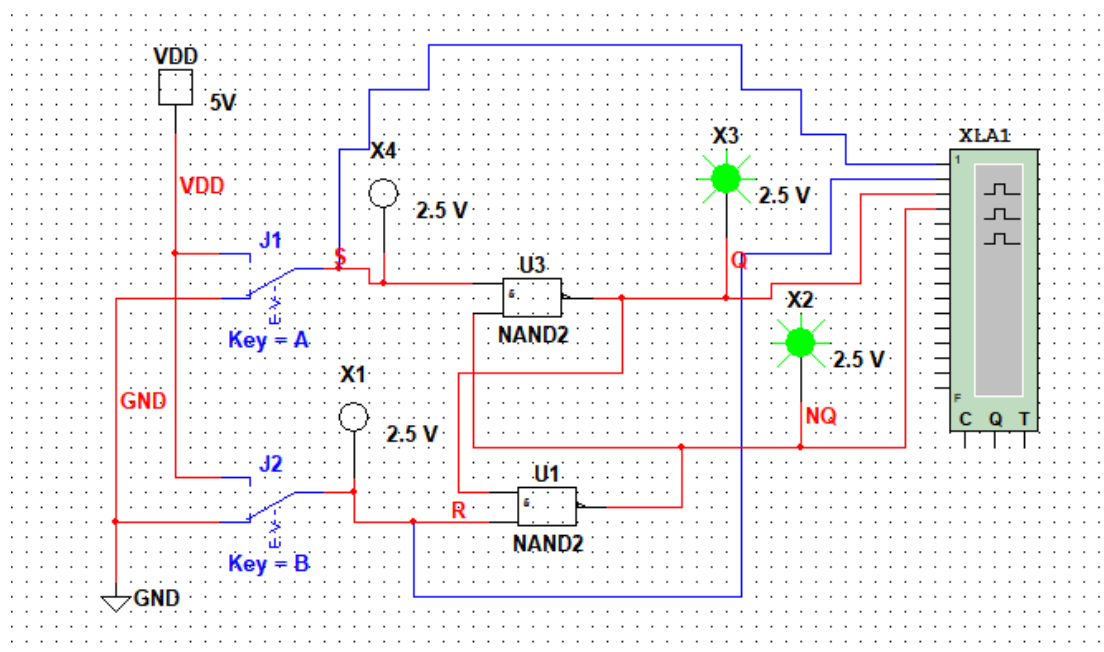 VDD
5V
VDD
X4
2.5 V
X3
2.5 V
XLA1
1
J1
S
Key = A
U3
&
NAND2
Q
X2
2.5 V
GND
X1
2.5 V
NQ
F
C Q T
J2
R
Key = B
U1
&
NAND2
GND